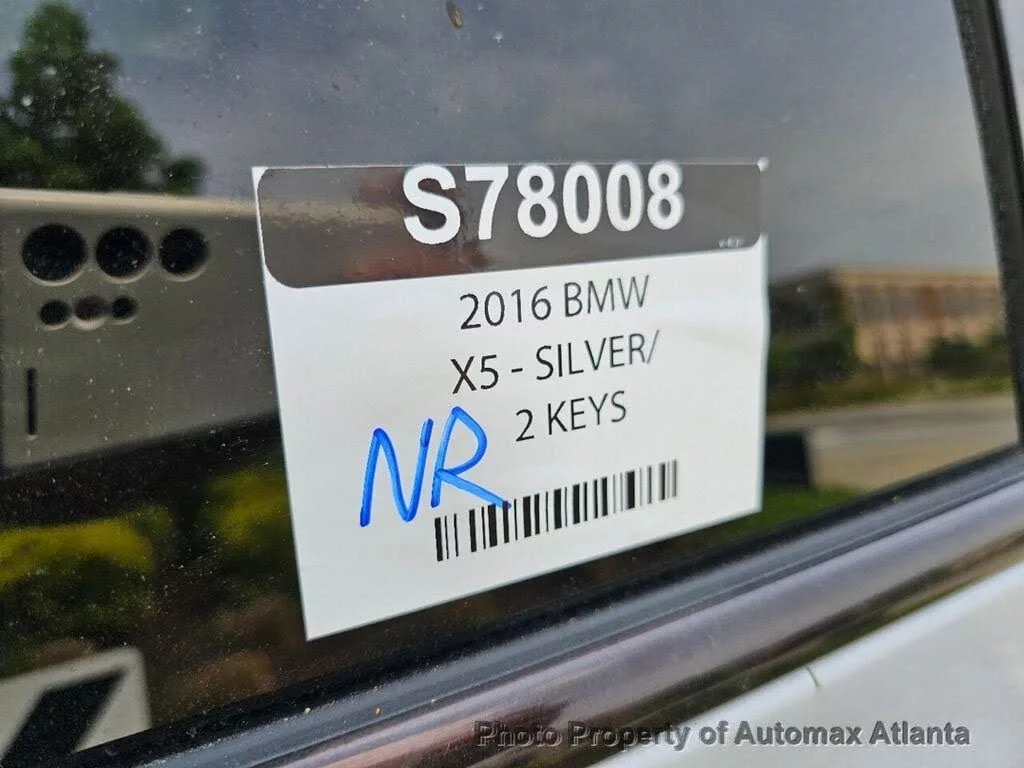 S78008
2016 BMW
X5 - SILVER/
2 KEYS
NR
Photo Property of Automax Atlanta